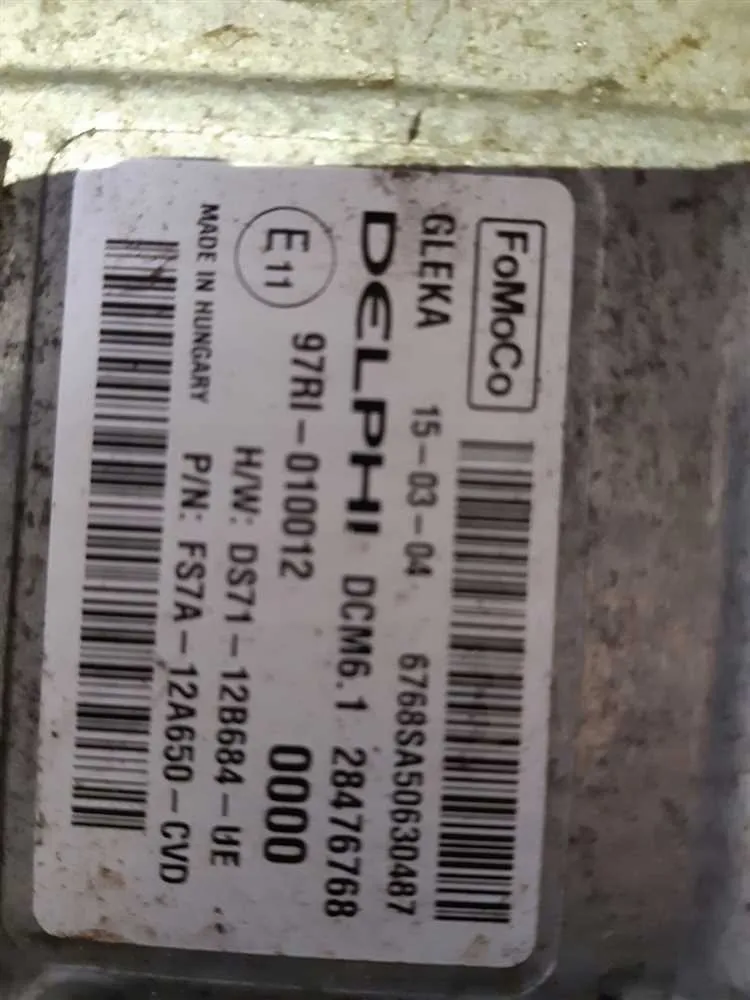 FoMoCo
GLEKA 15-03-04 6768SA50630487
DELPHI DCM6.1 28476768
E11 97RI-010012 0000
H/W: DS71-12B684-UE
MADE IN HUNGARY P/N: FS7A-12A650-CVD